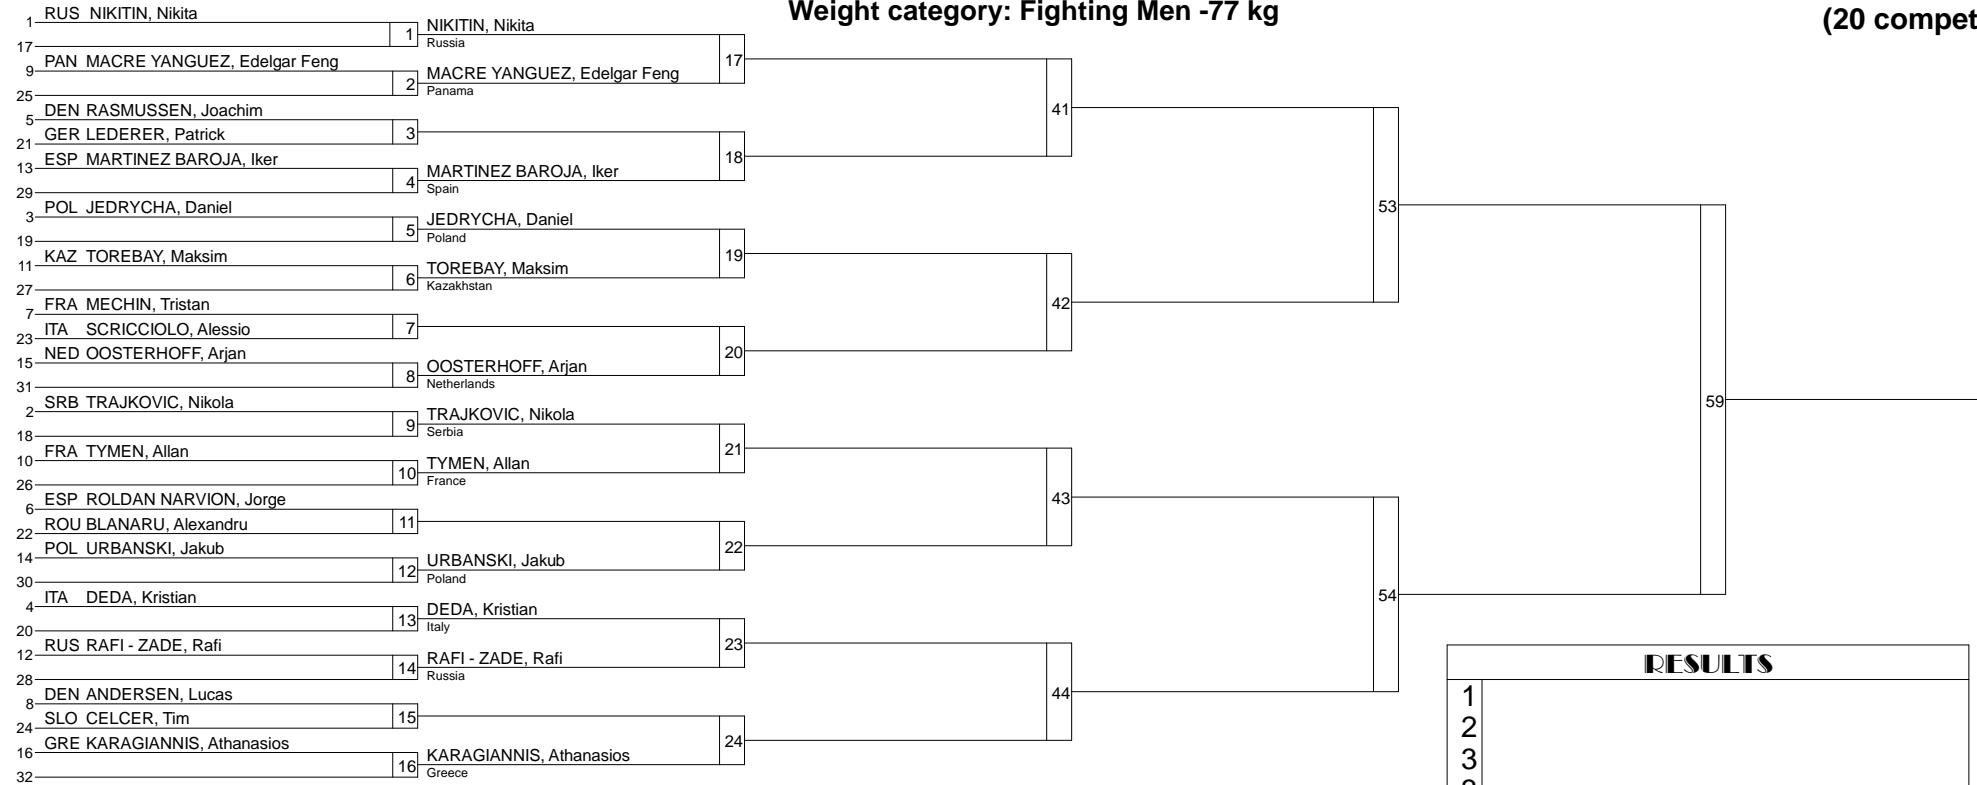 Weight category: Fighting Men -77 kg
(20 compet
1 RUS NIKITIN, Nikita
17
1 NIKITIN, Nikita
Russia
9 PAN MACRE YANGUEZ, Edelgar Feng
25
2 MACRE YANGUEZ, Edelgar Feng
Panama
17
5 DEN RASMUSSEN, Joachim
21 GER LEDERER, Patrick
3
13 ESP MARTINEZ BAROJA, Iker
29
4 MARTINEZ BAROJA, Iker
Spain
18
41
3 POL JEDRYCHA, Daniel
19
5 JEDRYCHA, Daniel
Poland
11 KAZ TOREBAY, Maksim
27
6 TOREBAY, Maksim
Kazakhstan
19
7 FRA MECHIN, Tristan
23 ITA SCRICCIOLO, Alessio
7
15 NED OOSTERHOFF, Arjan
31
8 OOSTERHOFF, Arjan
Netherlands
20
42
53
2 SRB TRAJKOVIC, Nikola
18
9 TRAJKOVIC, Nikola
Serbia
10 FRA TYMEN, Allan
26
10 TYMEN, Allan
France
21
6 ESP ROLDAN NARVION, Jorge
22 ROU BLANARU, Alexandru
11
14 POL URBANSKI, Jakub
30
12 URBANSKI, Jakub
Poland
22
43
4 ITA DEDA, Kristian
20
13 DEDA, Kristian
Italy
12 RUS RAFI - ZADE, Rafi
28
14 RAFI - ZADE, Rafi
Russia
23
8 DEN ANDERSEN, Lucas
24 SLO CELCER, Tim
15
16 GRE KARAGIANNIS, Athanasios
32
16 KARAGIANNIS, Athanasios
Greece
24
44
54
59
RESULTS
1
2
3